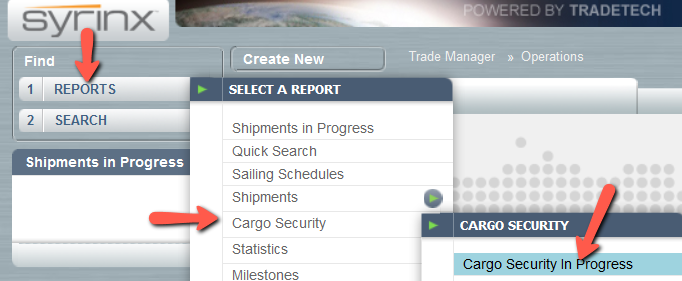 syrinx
POWERED BY TRADETECH
Find
Create New
Trade Manager » Operations
1 REPORTS
2 SEARCH
Shipments in Progress
SELECT A REPORT
Shipments in Progress
Quick Search
Sailing Schedules
Shipments
Cargo Security
Statistics
Milestones
CARGO SECURITY
Cargo Security In Progress